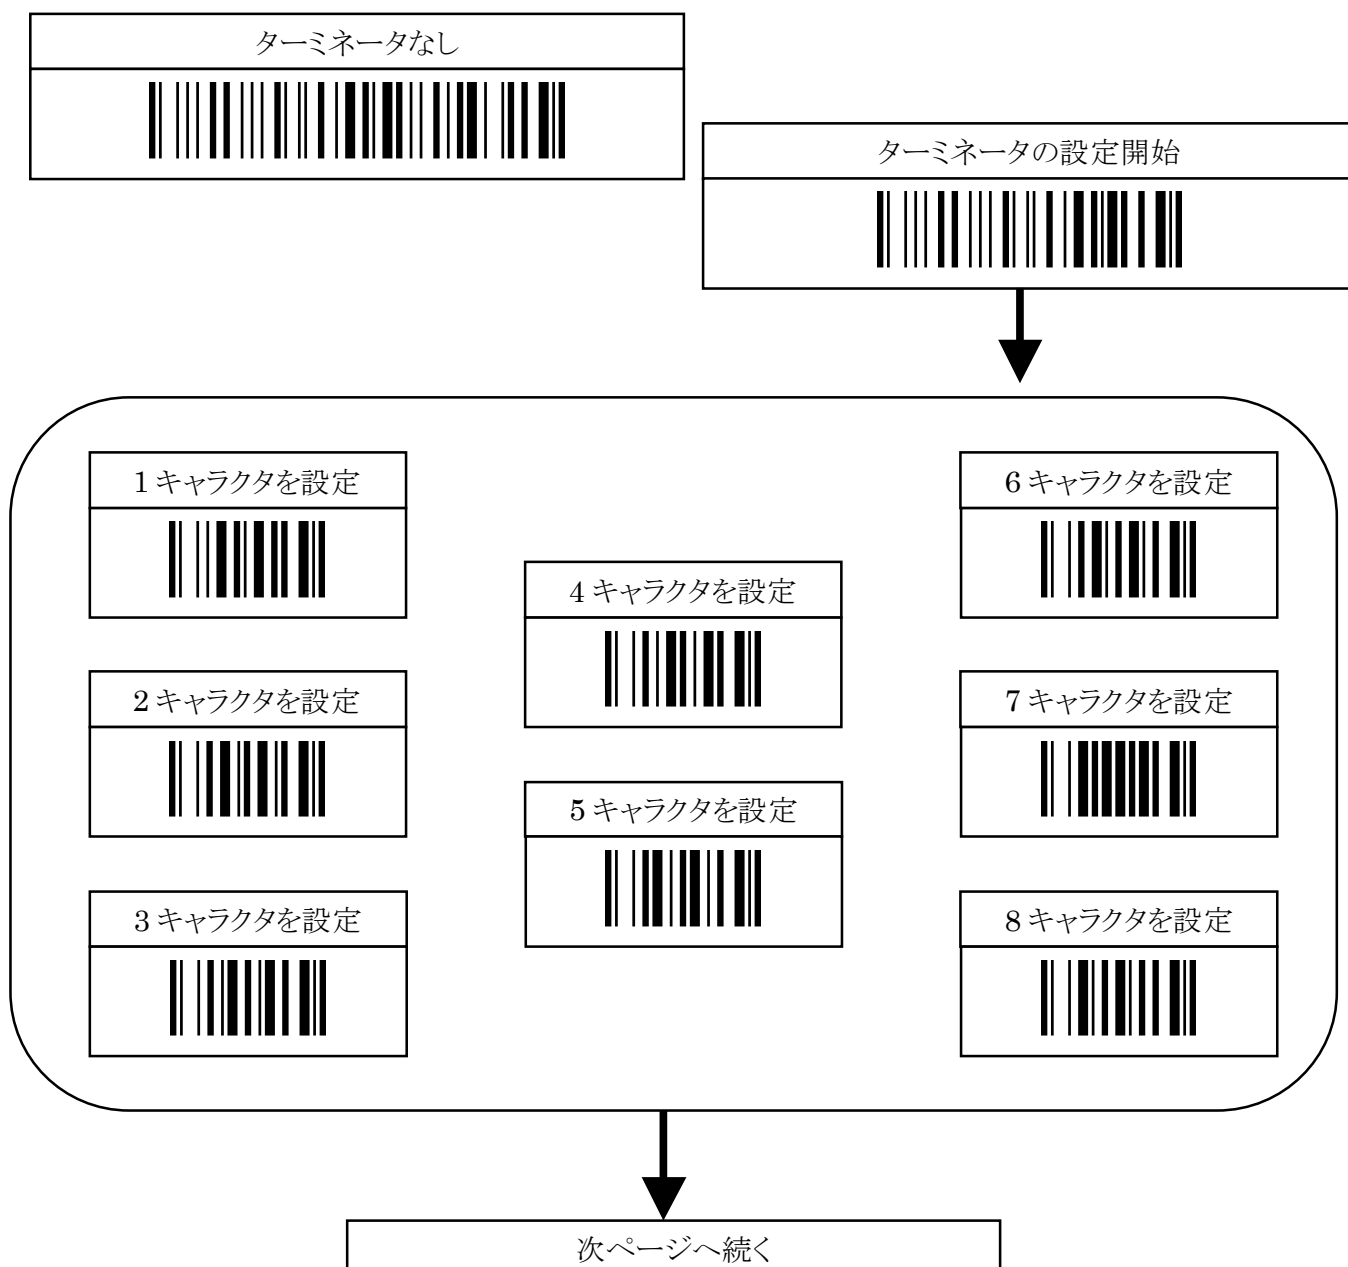 ターミネータなし
ターミネータの設定開始
1キャラクタを設定
2キャラクタを設定
3キャラクタを設定
4キャラクタを設定
5キャラクタを設定
6キャラクタを設定
7キャラクタを設定
8キャラクタを設定
次ページへ続く